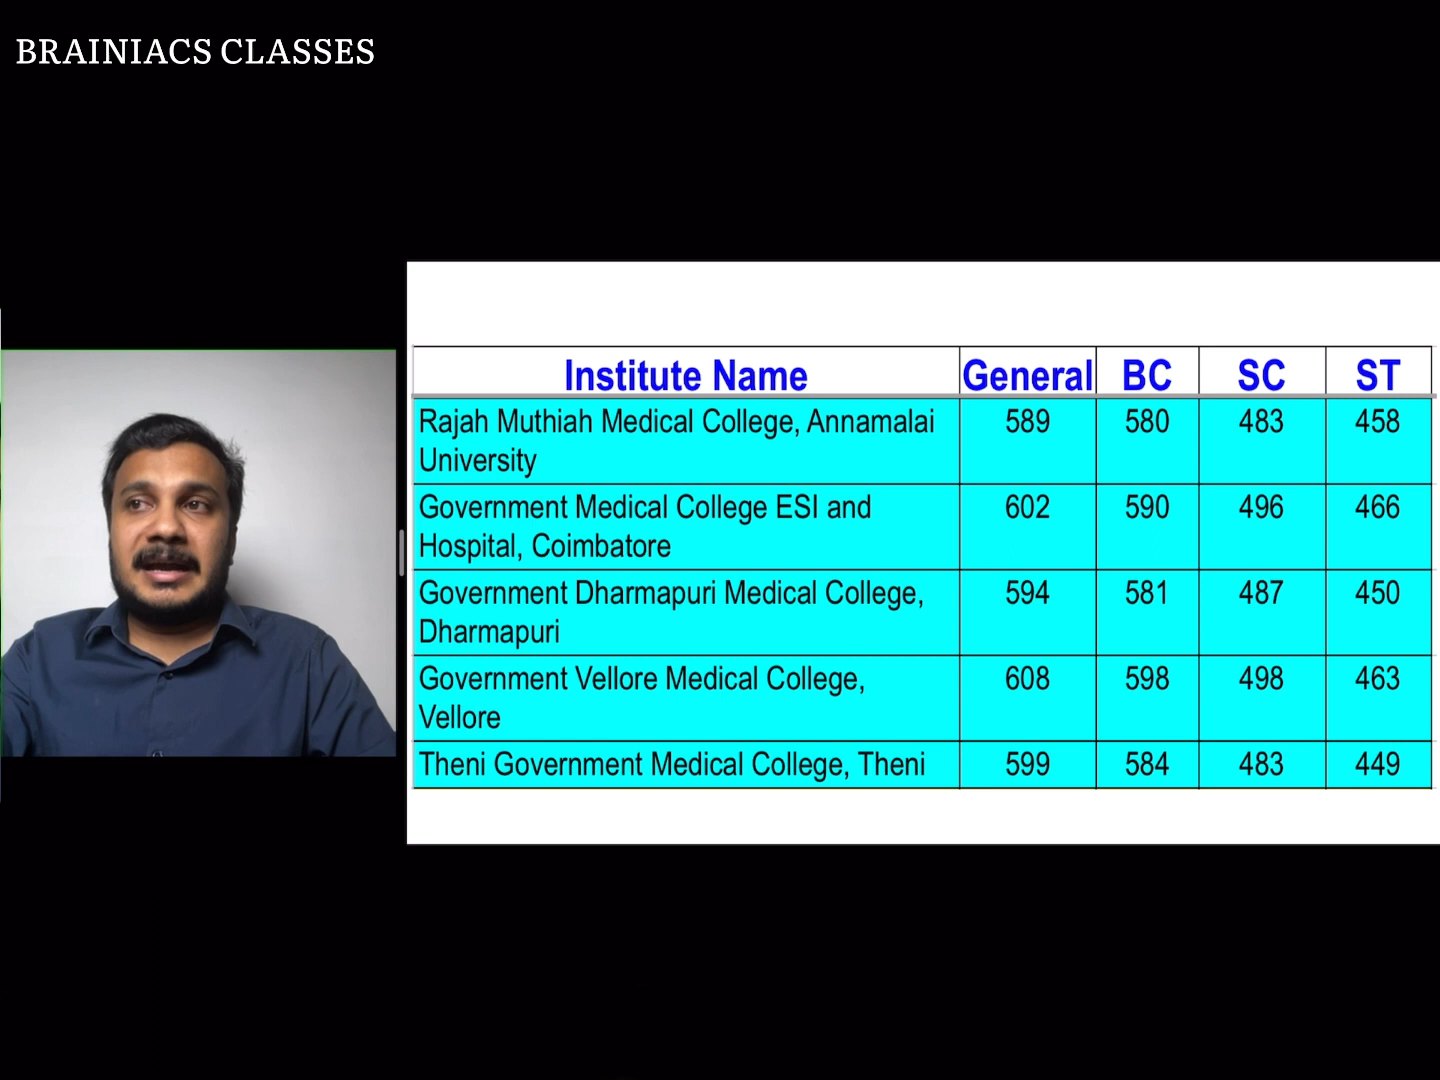 BRAINIACS CLASSES
Institute Name General BC SC ST
Rajah Muthiah Medical College, Annamalai 589 580 483 458
University
Government Medical College ESI and 602 590 496 466
Hospital, Coimbatore
Government Dharmapuri Medical College, 594 581 487 450
Dharmapuri
Government Vellore Medical College, 608 598 498 463
Vellore
Theni Government Medical College, Theni 599 584 483 449